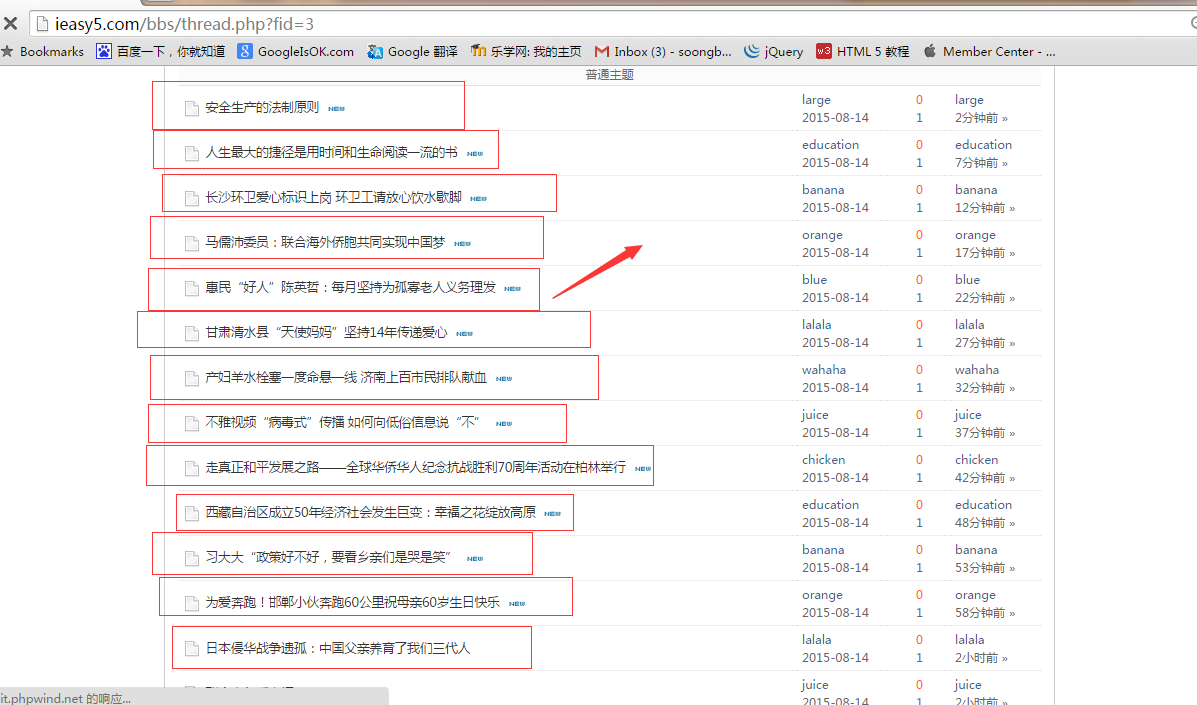 ieasy5.com/bbs/thread.php?fid=3
Bookmarks 百度一下，你就知道 GoogleIsOK.com Google 翻译 乐学网: 我的主页 Inbox (3) - soongb... jQuery w3 HTML 5 教程 Member Center - ...
普通主题
安全生产的法制原则 NEW large 0 large
2015-08-14 1 2分钟前 »
人生最大的捷径是用时间和生命阅读一流的书 NEW education 0 education
2015-08-14 1 7分钟前 »
长沙环卫爱心标识上岗 环卫工请放心饮水歇脚 NEW banana 0 banana
2015-08-14 1 12分钟前 »
马儒沛委员：联合海外侨胞共同实现中国梦 NEW orange 0 orange
2015-08-14 1 17分钟前 »
惠民“好人”陈英哲：每月坚持为孤寡老人义务理发 NEW blue 0 blue
2015-08-14 1 22分钟前 »
甘肃清水县“天使妈妈”坚持14年传递爱心 NEW lalala 0 lalala
2015-08-14 1 27分钟前 »
产妇羊水栓塞一度命悬一线 济南上百市民排队献血 NEW wahaha 0 wahaha
2015-08-14 1 32分钟前 »
不雅视频“病毒式”传播 如何向低俗信息说“不” NEW juice 0 juice
2015-08-14 1 37分钟前 »
走真正和平发展之路——全球华侨华人纪念抗战胜利70周年活动在柏林举行 NEW chicken 0 chicken
2015-08-14 1 42分钟前 »
西藏自治区成立50年经济社会发生巨变：幸福之花绽放高原 NEW education 0 education
2015-08-14 1 48分钟前 »
习大大“政策好不好，要看乡亲们是哭是笑” NEW banana 0 banana
2015-08-14 1 53分钟前 »
为爱奔跑！邯郸小伙奔跑60公里祝母亲60岁生日快乐 NEW orange 0 orange
2015-08-14 1 58分钟前 »
日本侵华战争遗孤：中国父亲养育了我们三代人 lalala 0 lalala
2015-08-14 1 2小时前 »
juice 0 juice
2015-08-14 1 2小时前 »
it.phpwind.net 的响应...